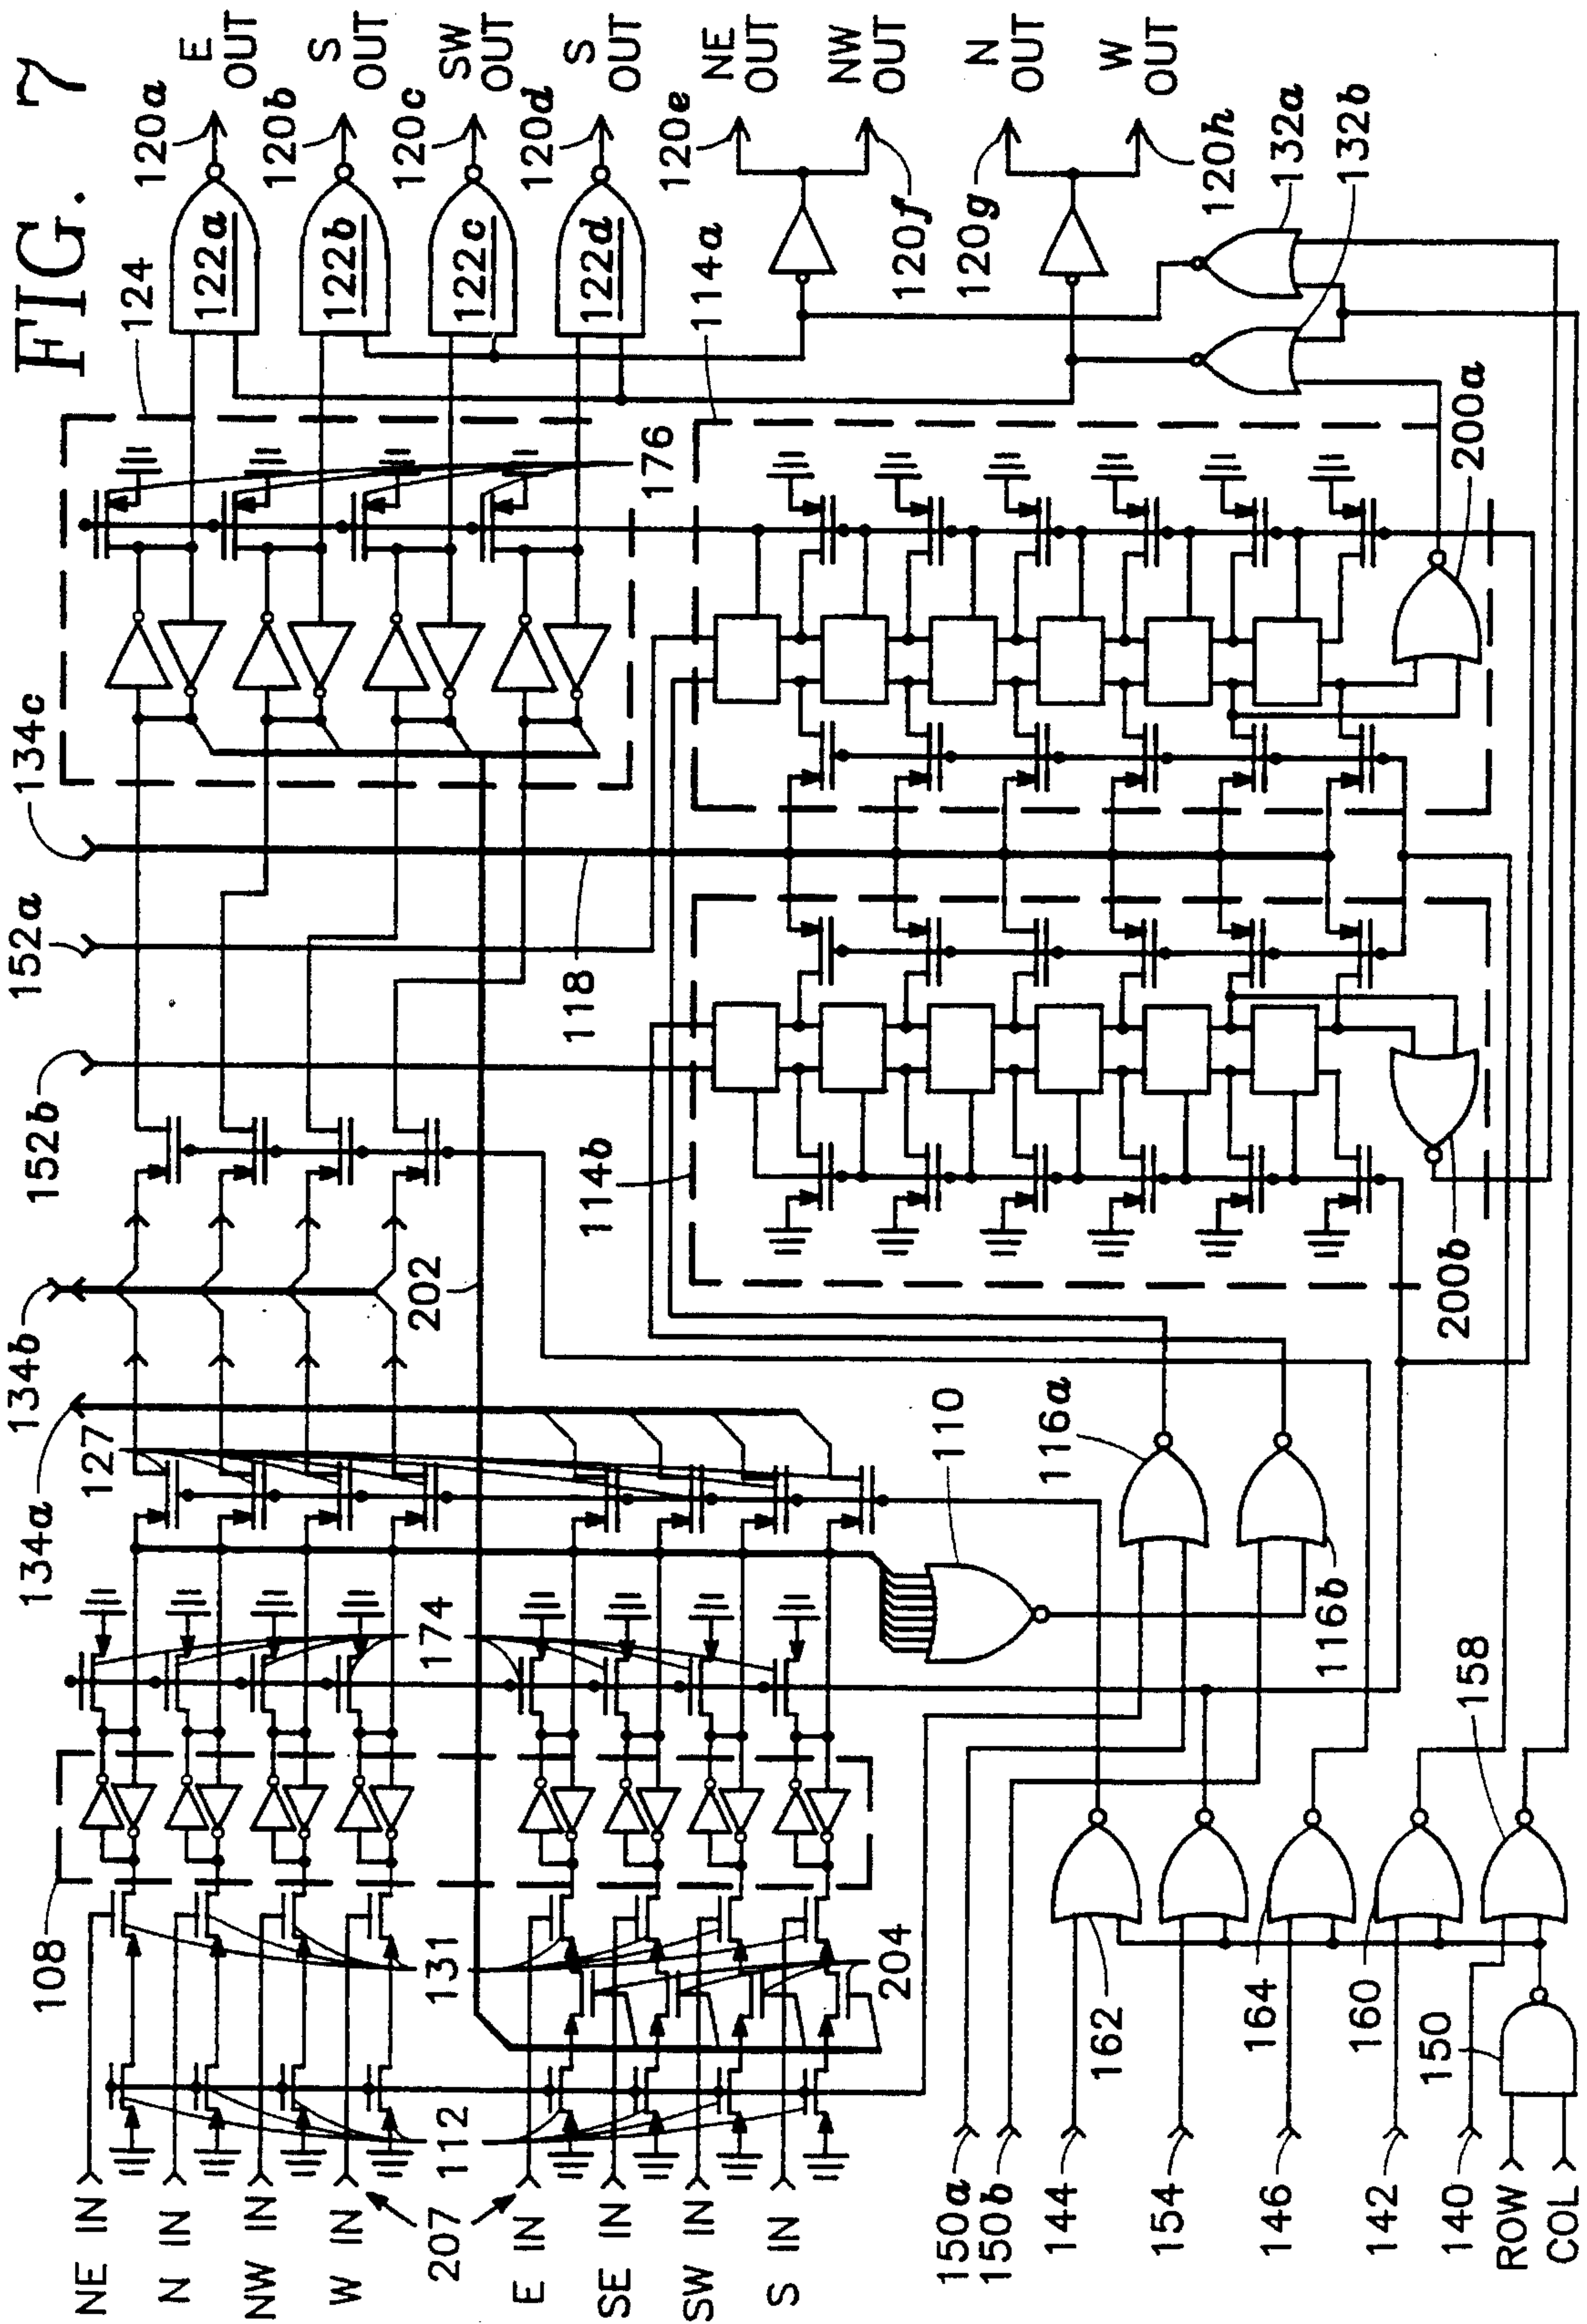 FIG. 7
134a
127
134b
152b
152a
134c
124
120a
E OUT
120b
S OUT
120c
SW OUT
120d
S OUT
120e
NE OUT
NW OUT
120f
N OUT
120g
W OUT
120h
122a
122b
122c
122d
176
114a
132a
132b
118
202
114b
200a
200b
108
174
131
112
204
207
110
116a
116b
NE IN
N IN
NW IN
W IN
E IN
SE IN
SW IN
S IN
150a
150b
144
154
146
142
140
ROW
COL
162
164
160
150
158